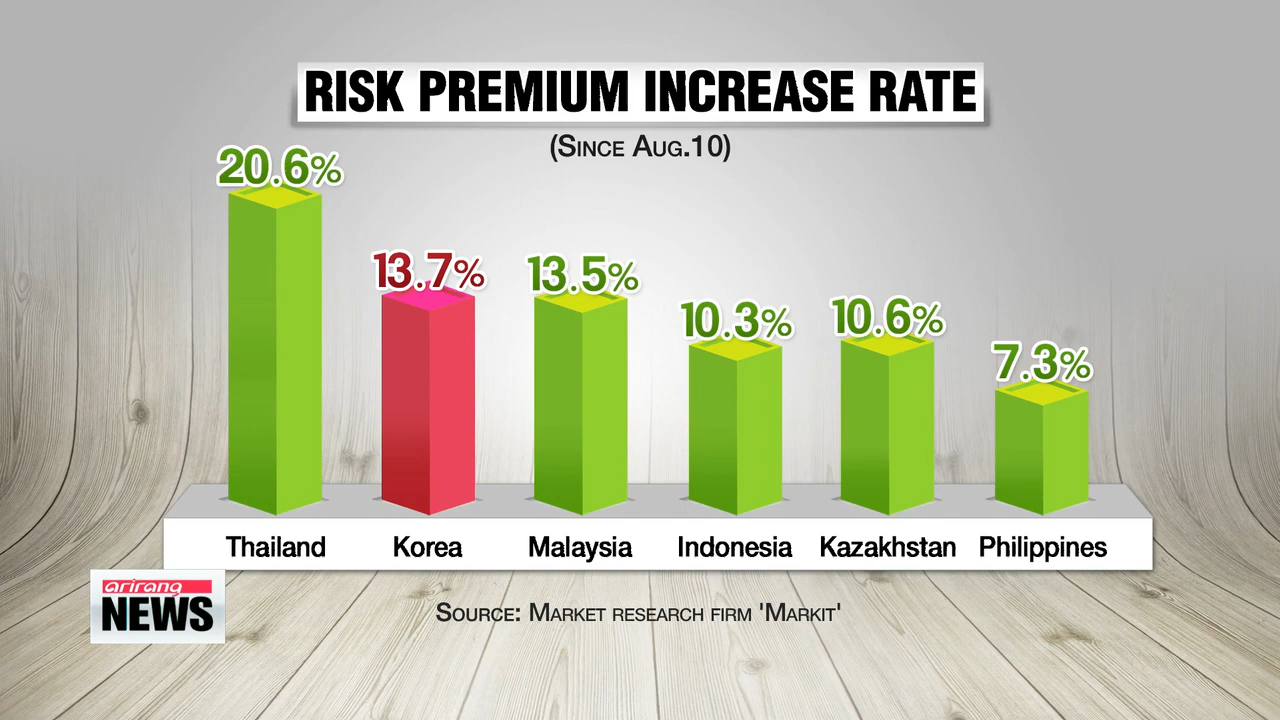 RISK PREMIUM INCREASE RATE
(SINCE AUG.10)
20.6%
13.7%
13.5%
10.3%
10.6%
7.3%
Thailand
Korea
Malaysia
Indonesia
Kazakhstan
Philippines
arirang
NEWS
SOURCE: MARKET RESEARCH FIRM 'MARKIT'